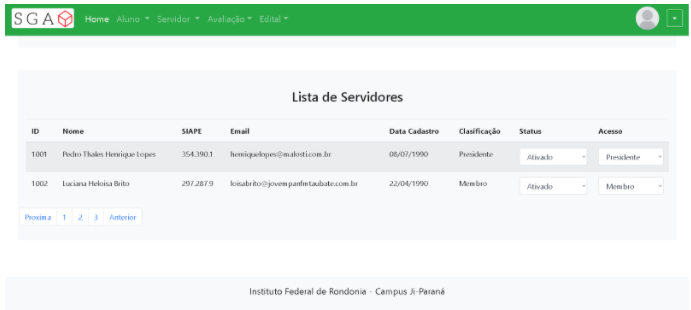 SGA Home Aluno Servidor Avaliação Edital
Lista de Servidores
ID Nome SIAPE Email Data Cadastro Clasificação Status Acesso
1001 Pedro Thales Henrique Lopes 354.390.1 henriquelopes@malosti.com.br 08/07/1990 Presidente Ativado Presidente
1002 Luciana Heloisa Brito 297.287.9 loisabrito@jovempanfmtaubate.com.br 22/04/1990 Membro Ativado Membro
Proxima 1 2 3 Anterior
Instituto Federal de Rondonia - Campus Ji-Paraná